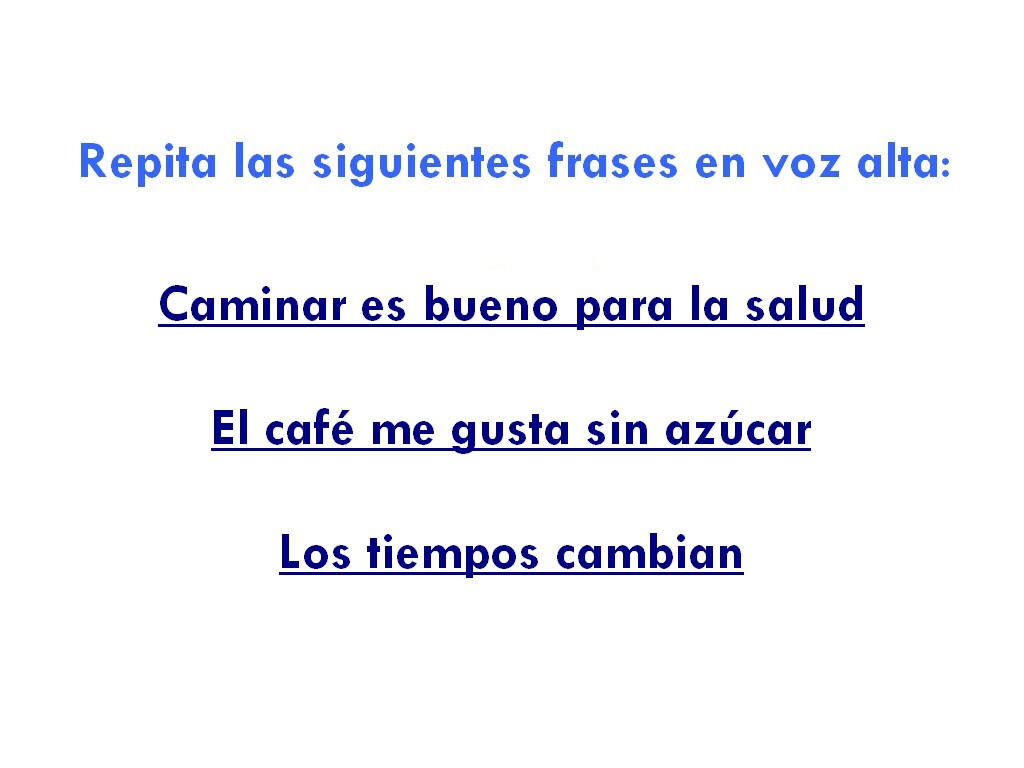 Repita las siguientes frases en voz alta:
Caminar es bueno para la salud
El café me gusta sin azúcar
Los tiempos cambian